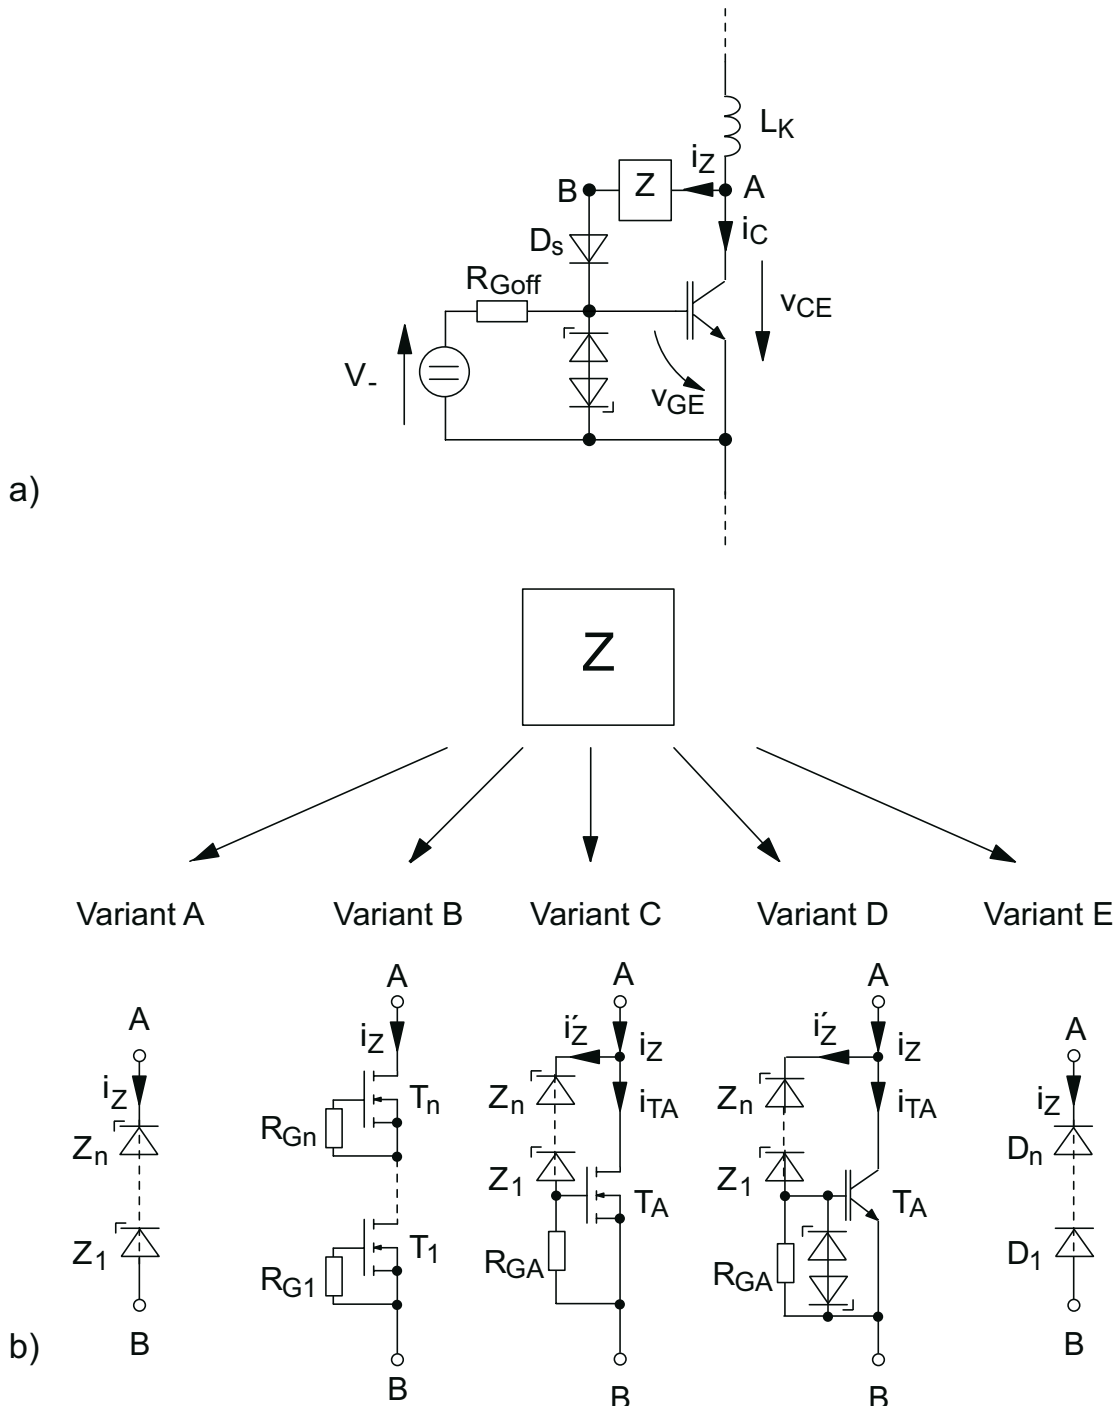 L_K
i_Z
B
Z
A
D_s
i_C
R_Goff
v_CE
V_-
v_GE
a)
Z
Variant A
Variant B
Variant C
Variant D
Variant E
A
i_Z
Z_n
Z_1
B
A
i_Z
T_n
R_Gn
T_1
R_G1
B
A
i´_Z
i_Z
Z_n
i_TA
Z_1
T_A
R_GA
B
A
i´_Z
i_Z
Z_n
i_TA
Z_1
T_A
R_GA
B
A
i_Z
D_n
D_1
B
b)